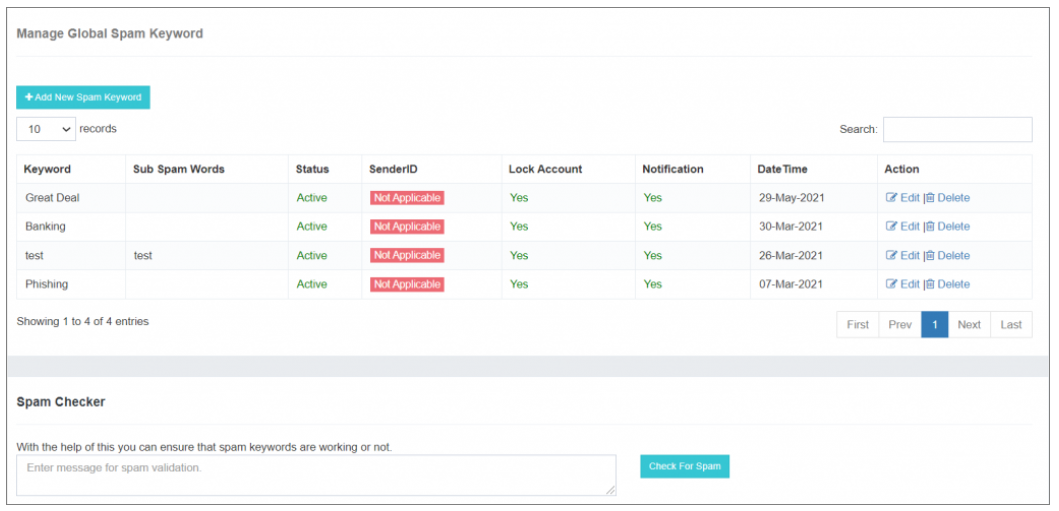 Manage Global Spam Keyword
+ Add New Spam Keyword
10 records
Search:
Keyword Sub Spam Words Status SenderID Lock Account Notification DateTime Action
Great Deal Active Not Applicable Yes Yes 29-May-2021 Edit | Delete
Banking Active Not Applicable Yes Yes 30-Mar-2021 Edit | Delete
test test Active Not Applicable Yes Yes 26-Mar-2021 Edit | Delete
Phishing Active Not Applicable Yes Yes 07-Mar-2021 Edit | Delete
Showing 1 to 4 of 4 entries
First Prev 1 Next Last
Spam Checker
With the help of this you can ensure that spam keywords are working or not.
Enter message for spam validation.
Check For Spam